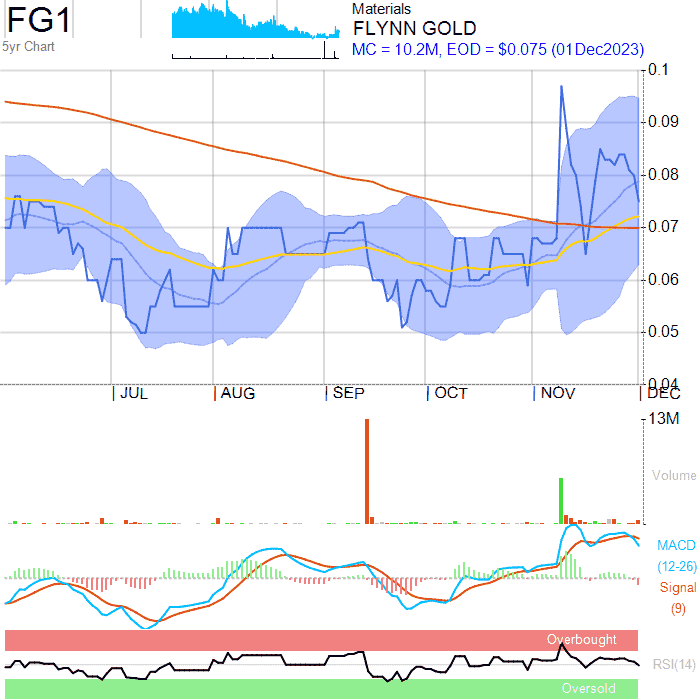 FG1
5yr Chart
Materials
FLYNN GOLD
MC = 10.2M, EOD = $0.075 (01Dec2023)
0.1
0.09
0.08
0.07
0.06
0.05
0.04
JUL
AUG
SEP
OCT
NOV
DEC
13M
Volume
MACD
(12-26)
Signal
(9)
Overbought
RSI(14)
Oversold